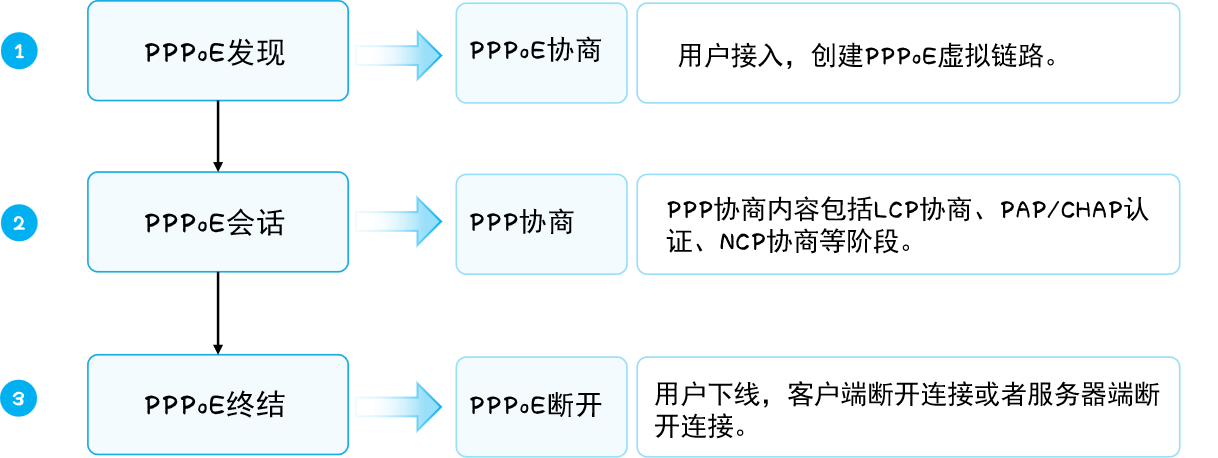 1
PPPoE发现
PPPoE协商
用户接入，创建PPPoE虚拟链路。
2
PPPoE会话
PPP协商
PPP协商内容包括LCP协商、PAP/CHAP认
证、NCP协商等阶段。
3
PPPoE终结
PPPoE断开
用户下线，客户端断开连接或者服务器端断
开连接。